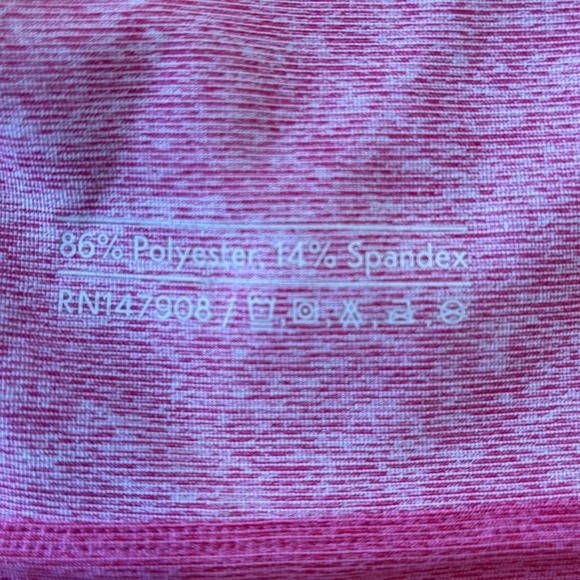 86% Polyester, 14% Spandex
RN147908 /